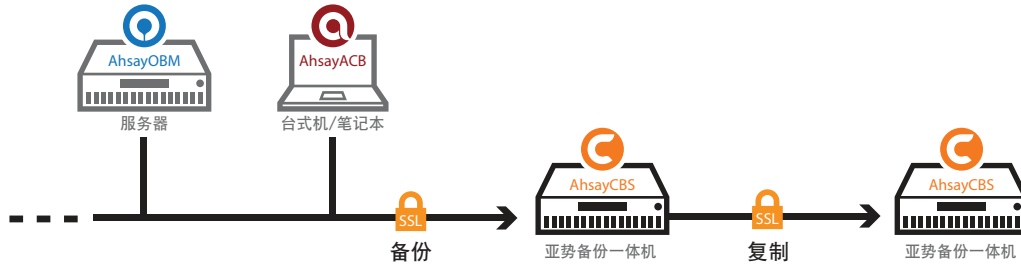 AhsayOBM
服务器
AhsayACB
台式机/笔记本
SSL
备份
AhsayCBS
亚势备份一体机
SSL
复制
AhsayCBS
亚势备份一体机